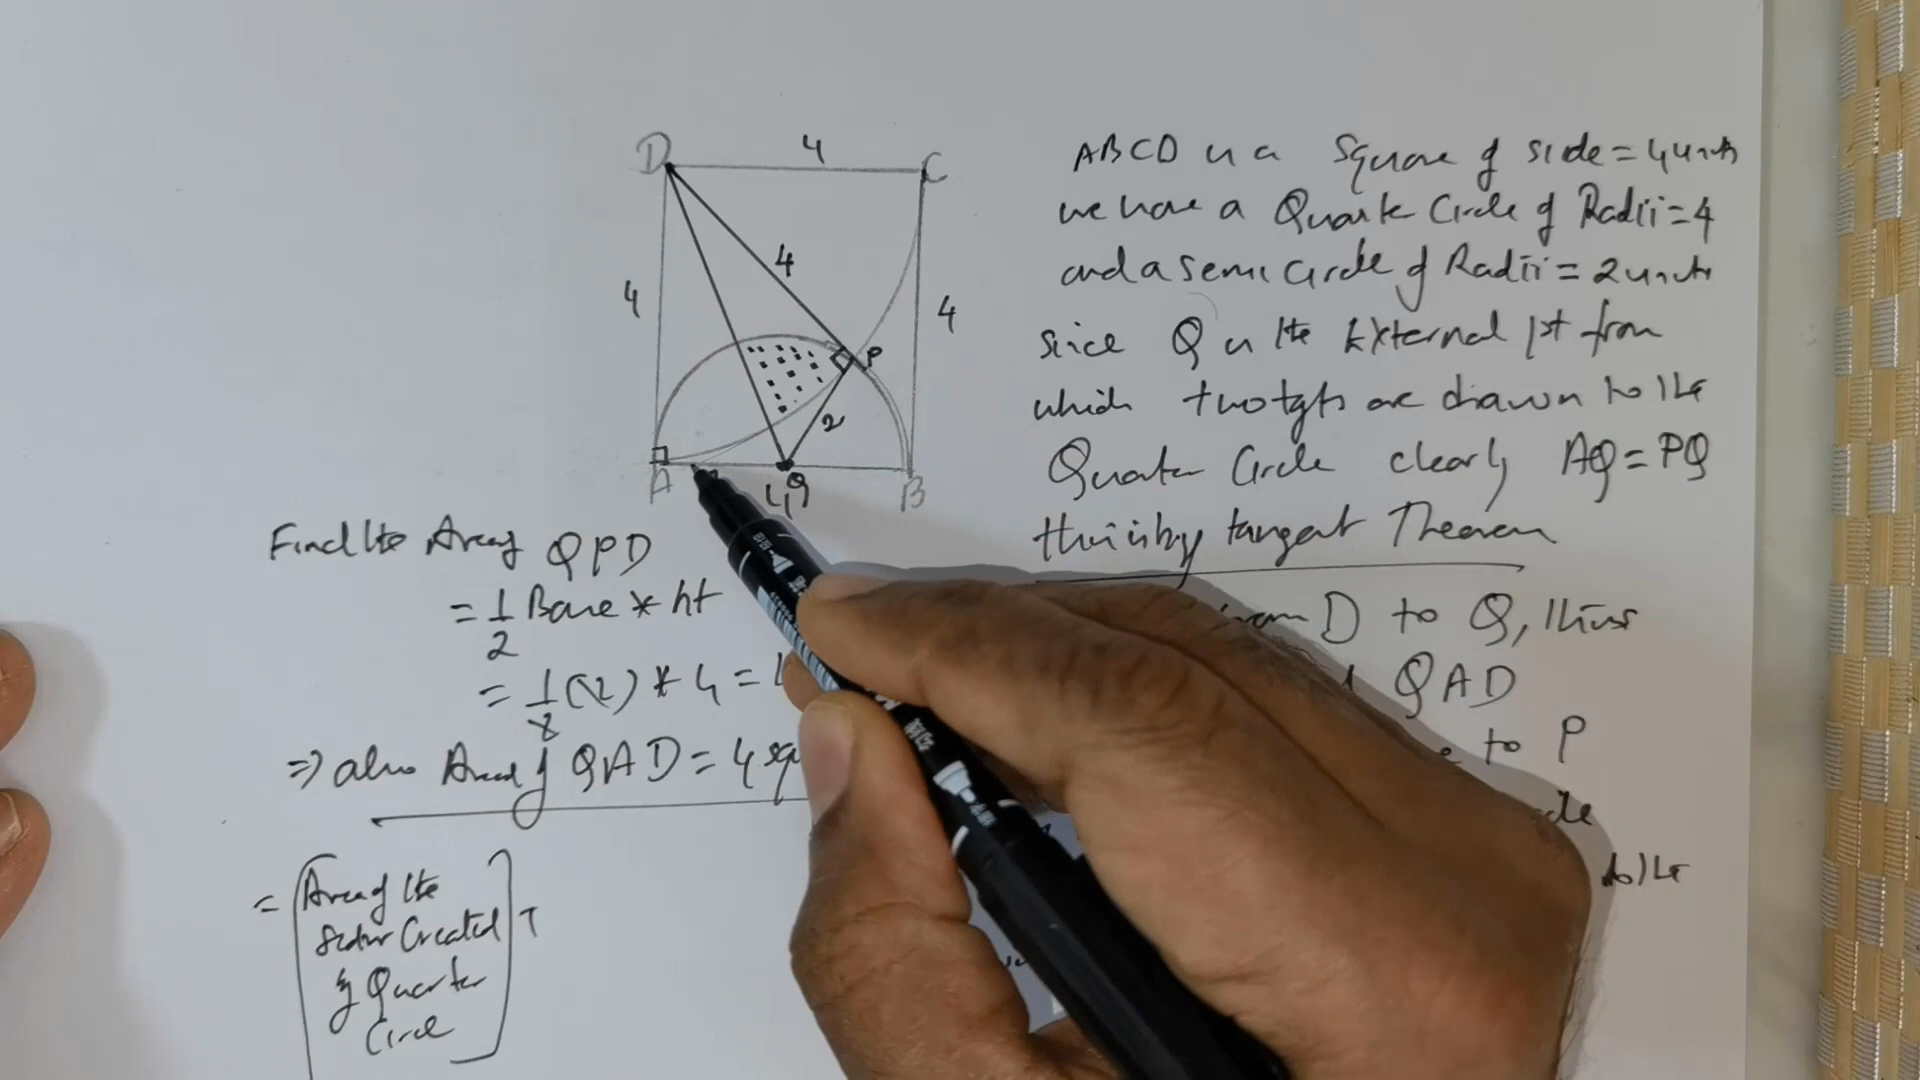 D
4
C
4
4
4
P
2
A
Q
4
B
ABCD is a Square of side = 4 units
we have a Quarter Circle of Radii = 4
and a semi circle of Radii = 2 units
since Q is the External pt from
which two tgts are drawn to the
Quarter Circle clearly AQ = PQ
this is by tangent Theorem
D to Q, thus
QAD
to P
to the
Find the Area of QPD
= 1/2 Base * ht
= 1/2 (2) * 4 =
=> also Area of QAD = 4 squ
= [Area of the
Sector Created
of Quarter
Circle]